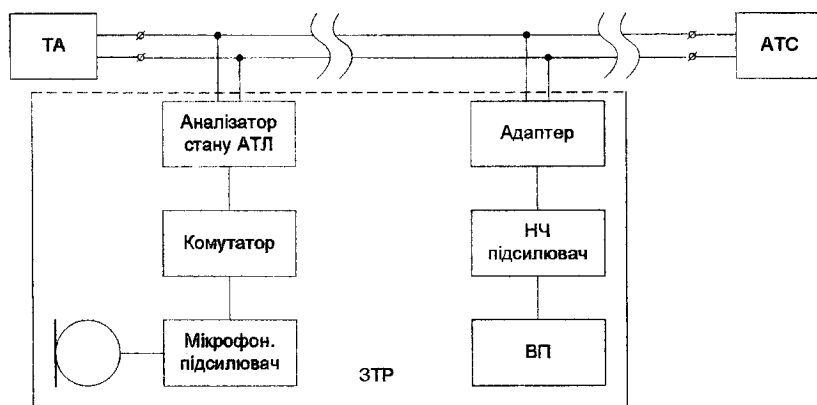 ТА
АТС
Аналізатор
стану АТЛ
Адаптер
Комутатор
НЧ
підсилювач
Мікрофон.
підсилювач
ВП
ЗТР